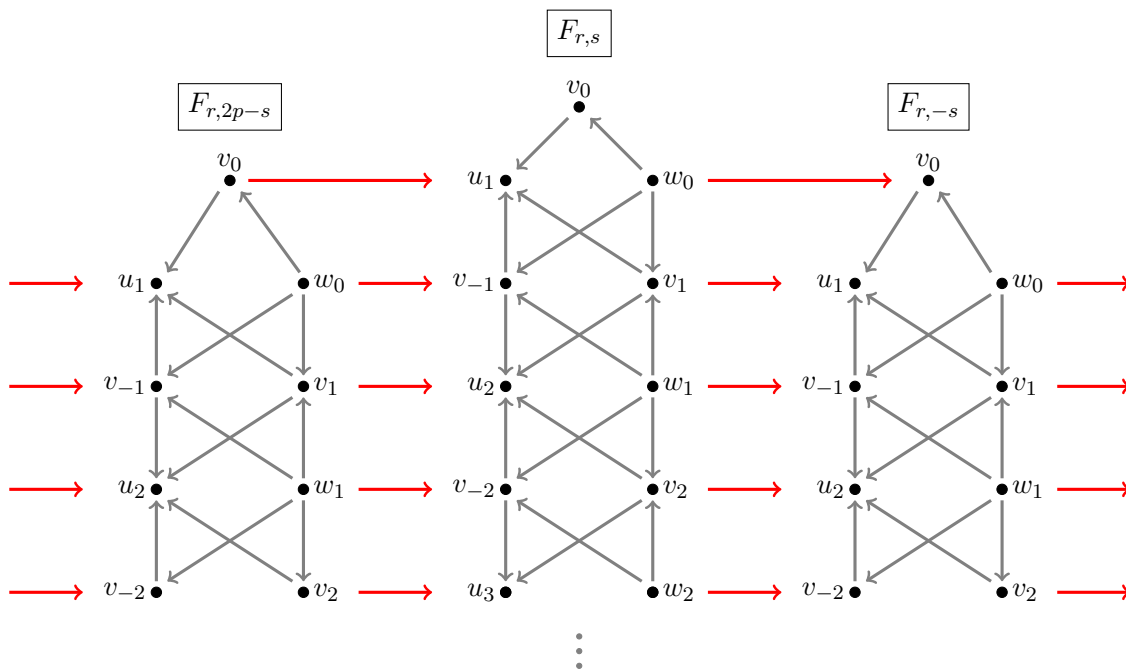 F_{r,s}
F_{r,2p−s} v_0 F_{r,−s}
v_0 u_1 w_0 v_0
u_1 w_0 v_{−1} v_1 u_1 w_0
v_{−1} v_1 u_2 w_1 v_{−1} v_1
u_2 w_1 v_{−2} v_2 u_2 w_1
v_{−2} v_2 u_3 w_2 v_{−2} v_2